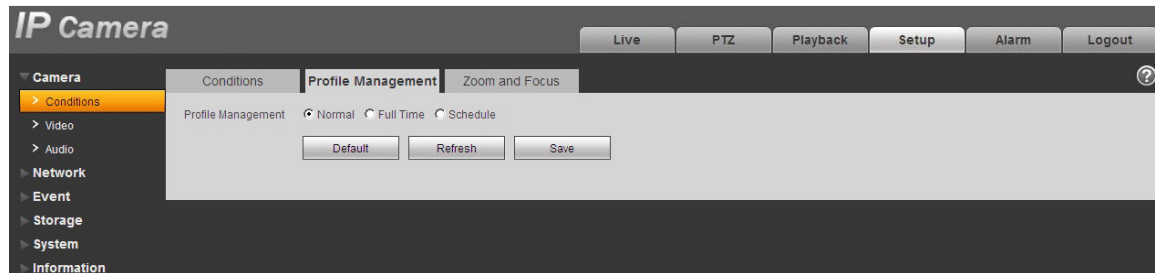 IP Camera
Live PTZ Playback Setup Alarm Logout
Camera
Conditions Profile Management Zoom and Focus
?
> Conditions
Profile Management Normal Full Time Schedule
> Video
> Audio
Default Refresh Save
Network
Event
Storage
System
Information